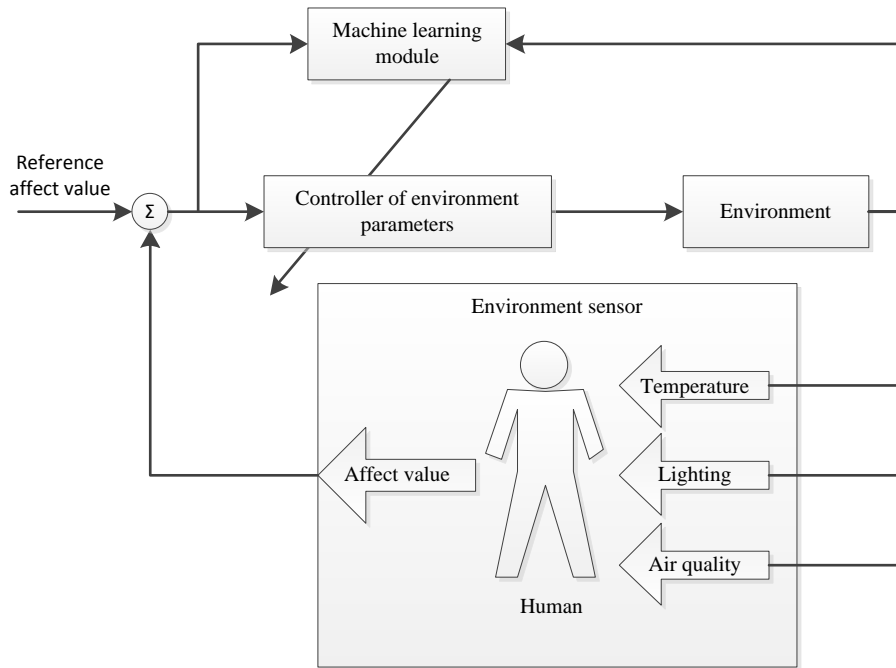 Machine learning
module
Reference
affect value
Σ
Controller of environment
parameters
Environment
Environment sensor
Temperature
Affect value
Lighting
Air quality
Human